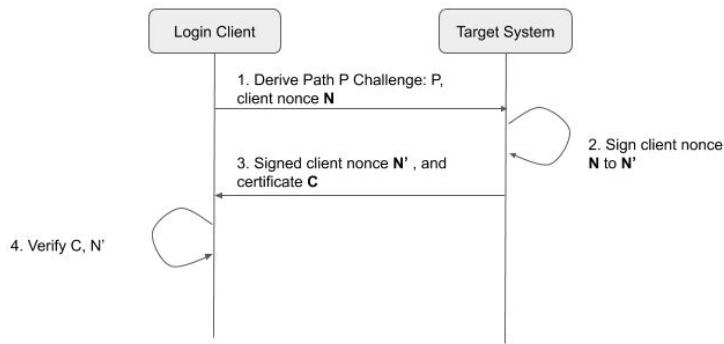 Login Client
Target System
1. Derive Path P Challenge: P,
client nonce N
2. Sign client nonce
N to N’
3. Signed client nonce N’ , and
certificate C
4. Verify C, N’